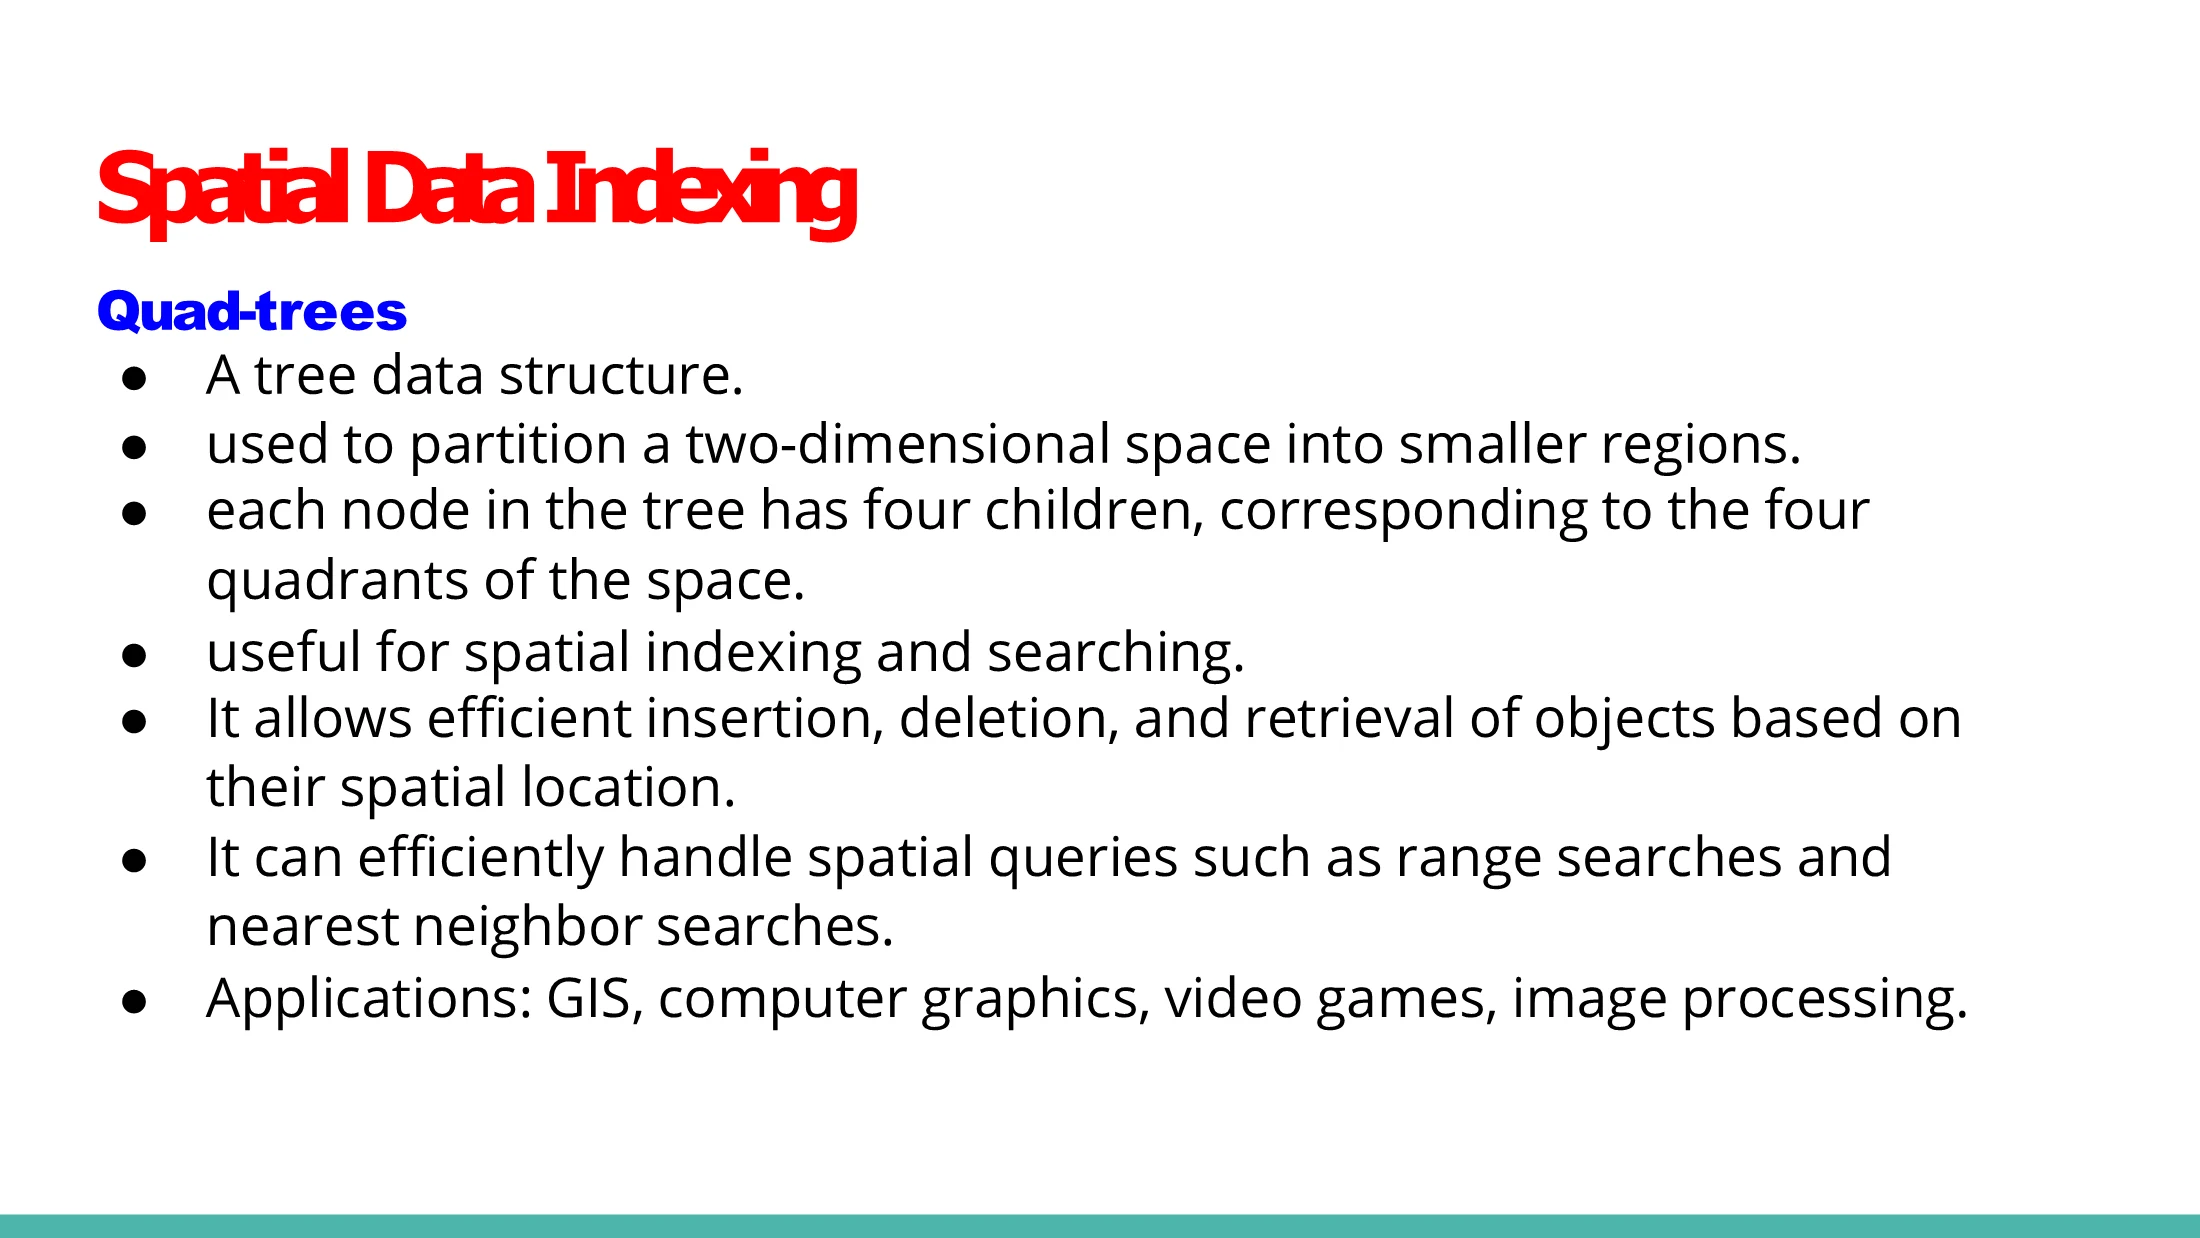 Spatial Data Indexing
Quad-trees
● A tree data structure.
● used to partition a two-dimensional space into smaller regions.
● each node in the tree has four children, corresponding to the four
quadrants of the space.
● useful for spatial indexing and searching.
● It allows efficient insertion, deletion, and retrieval of objects based on
their spatial location.
● It can efficiently handle spatial queries such as range searches and
nearest neighbor searches.
● Applications: GIS, computer graphics, video games, image processing.